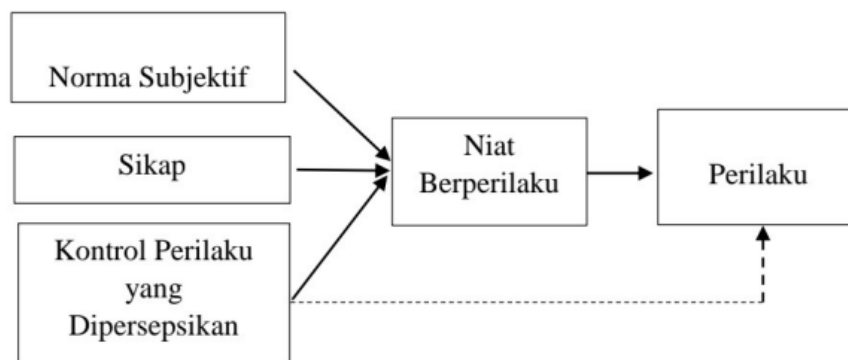 Norma Subjektif
Sikap
Kontrol Perilaku
yang
Dipersepsikan
Niat
Berperilaku
Perilaku